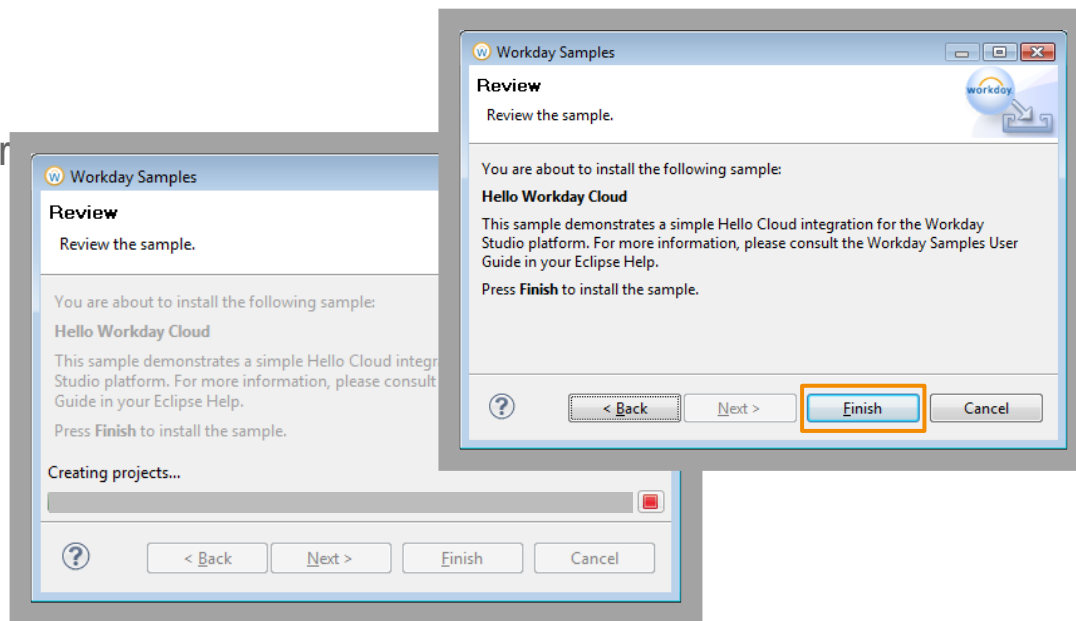 Workday Samples
Review
Review the sample.
workday.
You are about to install the following sample:
Hello Workday Cloud
This sample demonstrates a simple Hello Cloud integration for the Workday
Studio platform. For more information, please consult the Workday Samples User
Guide in your Eclipse Help.
Press Finish to install the sample.
< Back
Next >
Finish
Cancel
r
Workday Samples
Review
Review the sample.
You are about to install the following sample:
Hello Workday Cloud
This sample demonstrates a simple Hello Cloud integr
Studio platform. For more information, please consult
Guide in your Eclipse Help.
Press Finish to install the sample.
Creating projects...
< Back
Next >
Finish
Cancel